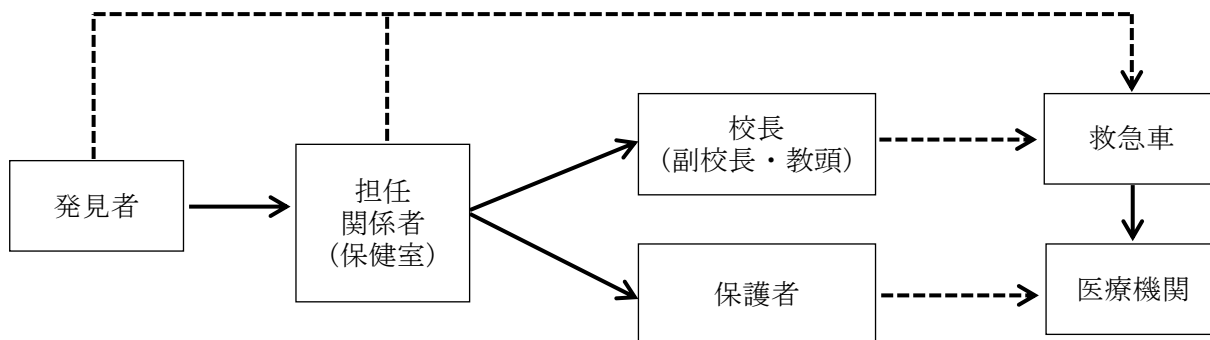 発見者
担任
関係者
(保健室)
校長
(副校長・教頭)
保護者
救急車
医療機関